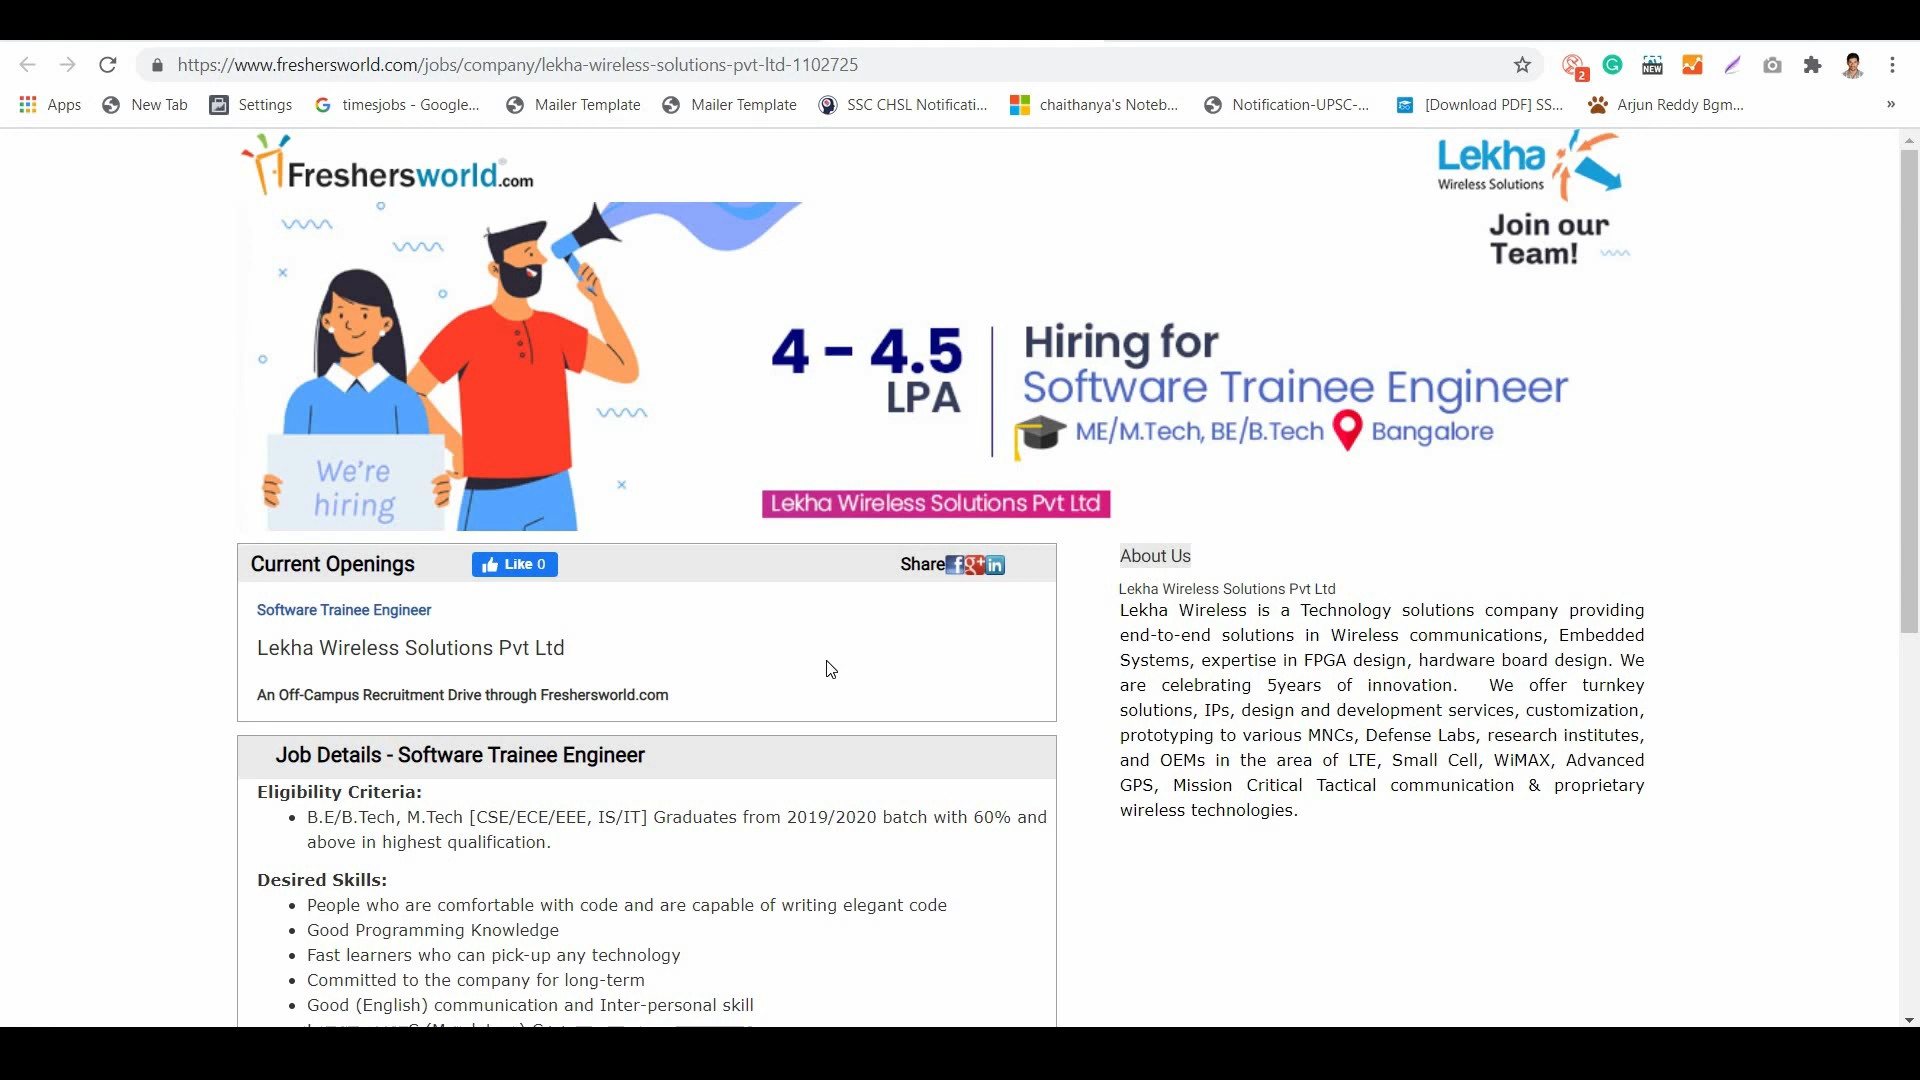 https://www.freshersworld.com/jobs/company/lekha-wireless-solutions-pvt-ltd-1102725
2
NEW
Apps
New Tab
Settings
timesjobs - Google...
Mailer Template
Mailer Template
SSC CHSL Notificati...
chaithanya's Noteb...
Notification-UPSC-...
[Download PDF] SS...
Arjun Reddy Bgm...
»
Freshersworld.com
Lekha
Wireless Solutions
Join our
Team!
4 - 4.5
LPA
Hiring for
Software Trainee Engineer
ME/M.Tech, BE/B.Tech
Bangalore
We're
hiring
Lekha Wireless Solutions Pvt Ltd
Current Openings
Like 0
Share
Software Trainee Engineer
Lekha Wireless Solutions Pvt Ltd
An Off-Campus Recruitment Drive through Freshersworld.com
Job Details - Software Trainee Engineer
Eligibility Criteria:
• B.E/B.Tech, M.Tech [CSE/ECE/EEE, IS/IT] Graduates from 2019/2020 batch with 60% and
above in highest qualification.
Desired Skills:
• People who are comfortable with code and are capable of writing elegant code
• Good Programming Knowledge
• Fast learners who can pick-up any technology
• Committed to the company for long-term
• Good (English) communication and Inter-personal skill
About Us
Lekha Wireless Solutions Pvt Ltd
Lekha Wireless is a Technology solutions company providing
end-to-end solutions in Wireless communications, Embedded
Systems, expertise in FPGA design, hardware board design. We
are celebrating 5years of innovation. We offer turnkey
solutions, IPs, design and development services, customization,
prototyping to various MNCs, Defense Labs, research institutes,
and OEMs in the area of LTE, Small Cell, WiMAX, Advanced
GPS, Mission Critical Tactical communication & proprietary
wireless technologies.